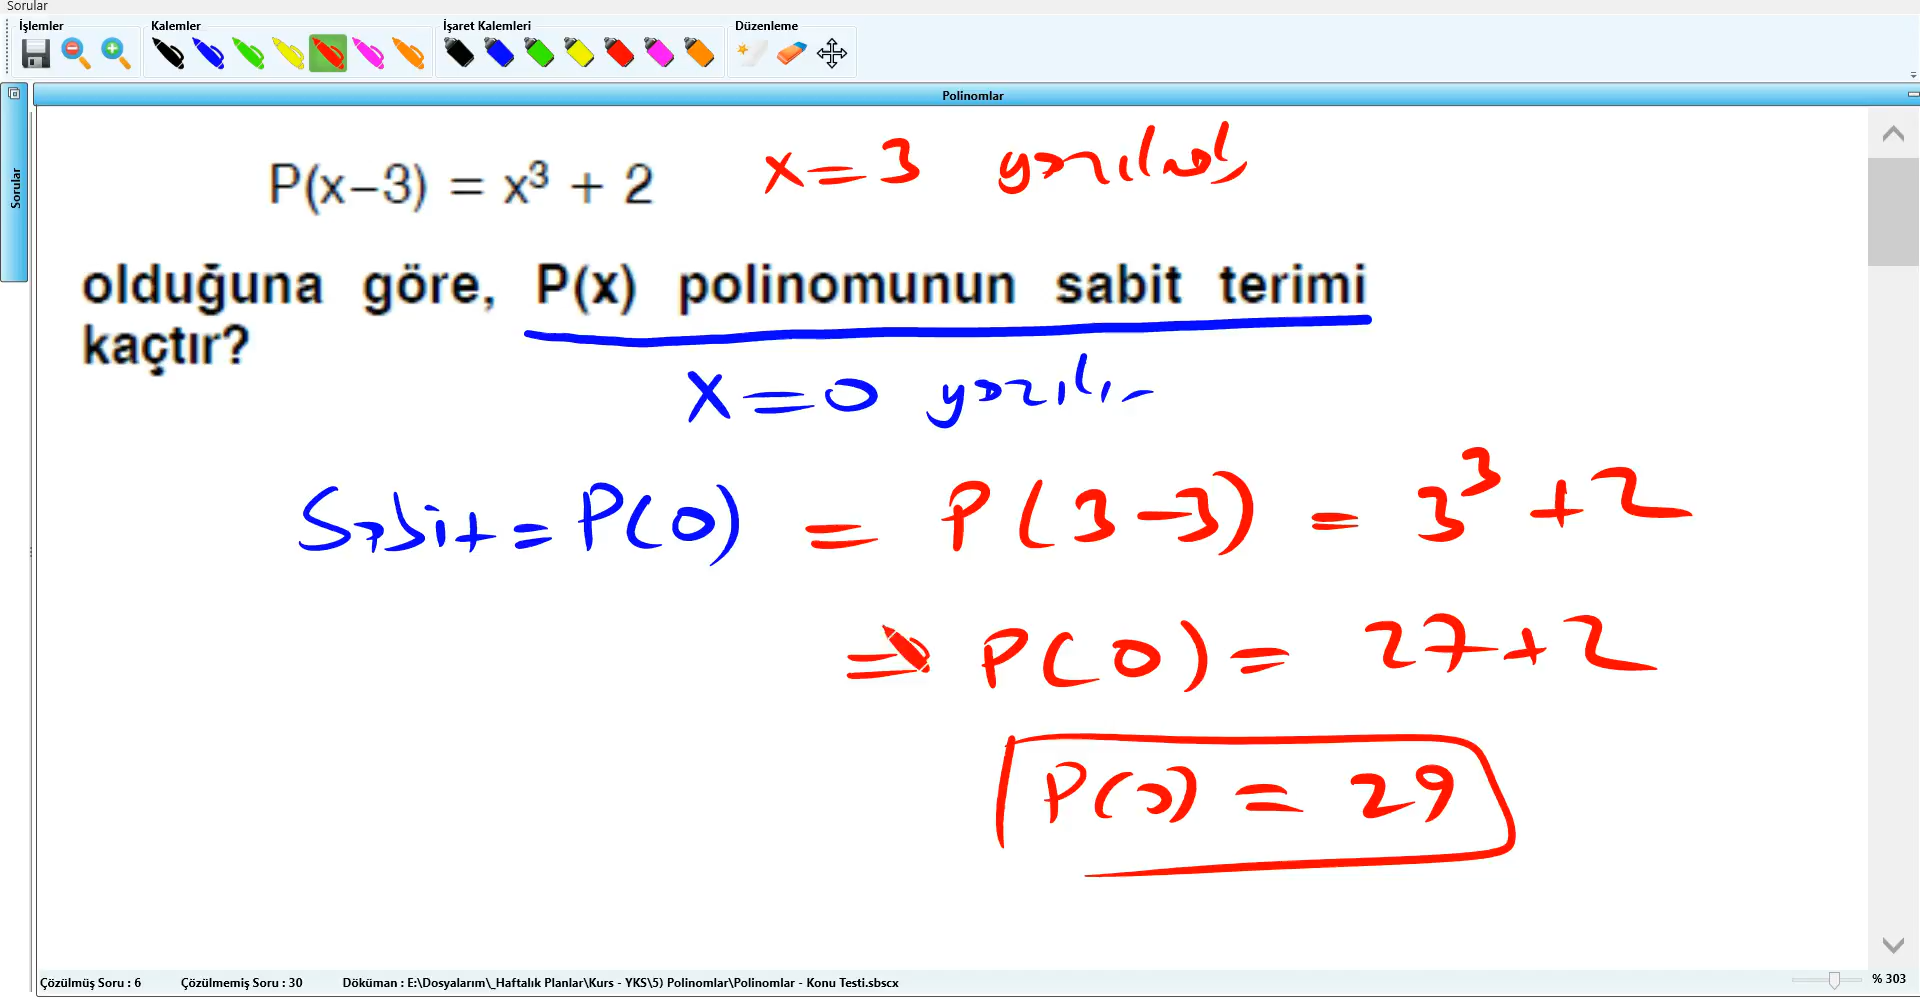 Sorular
İşlemler Kalemler İşaret Kalemleri Düzenleme
Polinomlar
Sorular
P(x-3) = x³ + 2 x=3 yazılmalı
olduğuna göre, P(x) polinomunun sabit terimi
kaçtır?
x=0 yazılır
Sabit = P(0) = P(3-3) = 3³ + 2
⇒ P(0) = 27+2
P(0) = 29
Çözülmüş Soru : 6 Çözülmemiş Soru : 30 Döküman : E:\Dosyalarım\_Haftalık Planlar\Kurs - YKS\5) Polinomlar\Polinomlar - Konu Testi.sbscx % 303